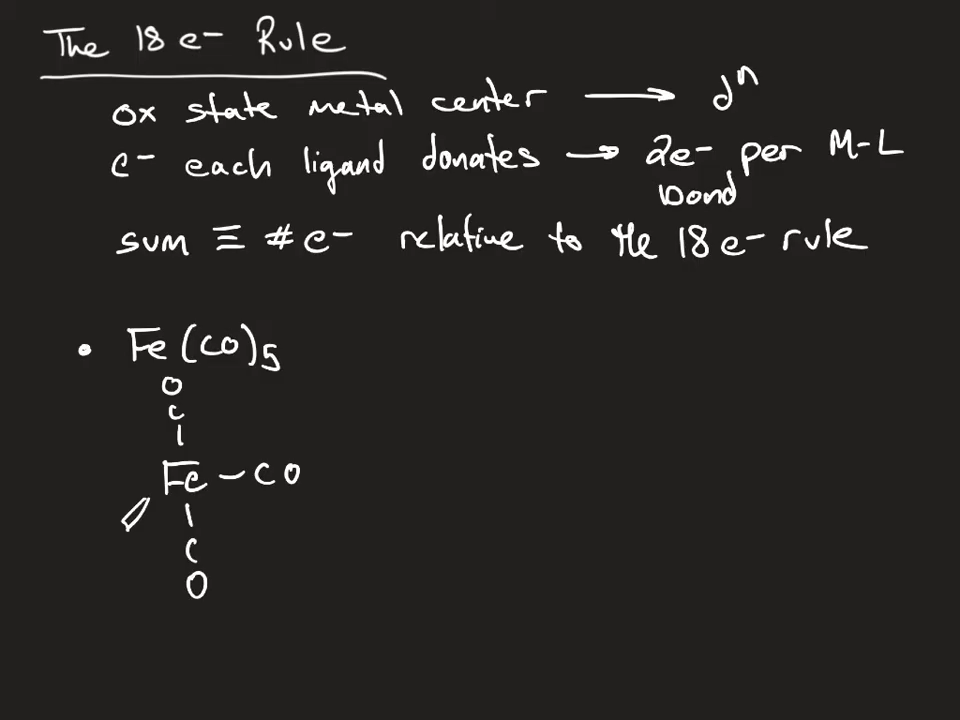 The 18 e- Rule
ox state metal center → dⁿ
e- each ligand donates → 2e- per M-L
bond
sum ≡ # e- relative to the 18 e- rule
• Fe(CO)₅
O
C
Fe - CO
C
O